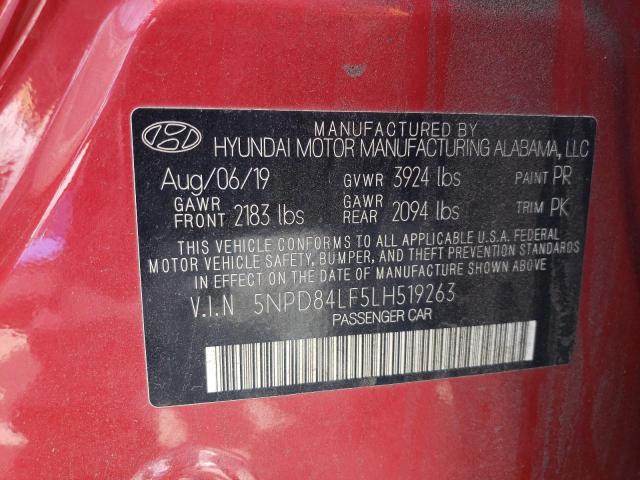 MANUFACTURED BY
HYUNDAI MOTOR MANUFACTURING ALABAMA, LLC
Aug/06/19 GVWR 3924 lbs PAINT PR
GAWR FRONT 2183 lbs GAWR REAR 2094 lbs TRIM PK
THIS VEHICLE CONFORMS TO ALL APPLICABLE U.S.A. FEDERAL
MOTOR VEHICLE SAFETY, BUMPER, AND THEFT PREVENTION STANDARDS
IN EFFECT ON THE DATE OF MANUFACTURE SHOWN ABOVE
V.I.N 5NPD84LF5LH519263
PASSENGER CAR